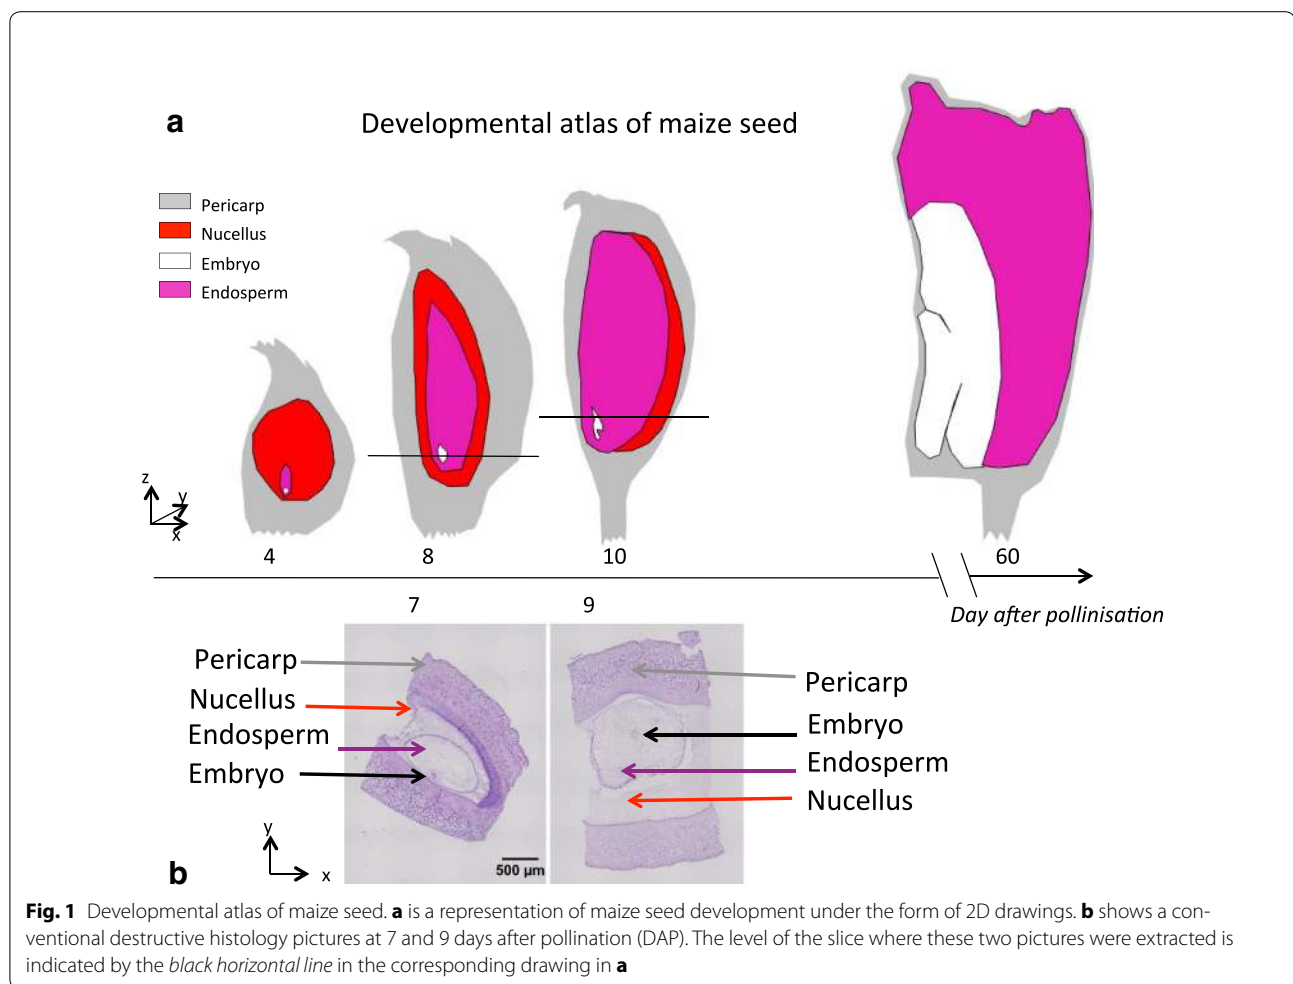 a
Developmental atlas of maize seed
Pericarp
Nucellus
Embryo
Endosperm
z
y
x
4
8
10
60
7
9
Day after pollinisation
Pericarp
Nucellus
Endosperm
Embryo
Pericarp
Embryo
Endosperm
Nucellus
y
x
500 µm
b
Fig. 1 Developmental atlas of maize seed. a is a representation of maize seed development under the form of 2D drawings. b shows a con-
ventional destructive histology pictures at 7 and 9 days after pollination (DAP). The level of the slice where these two pictures were extracted is
indicated by the black horizontal line in the corresponding drawing in a